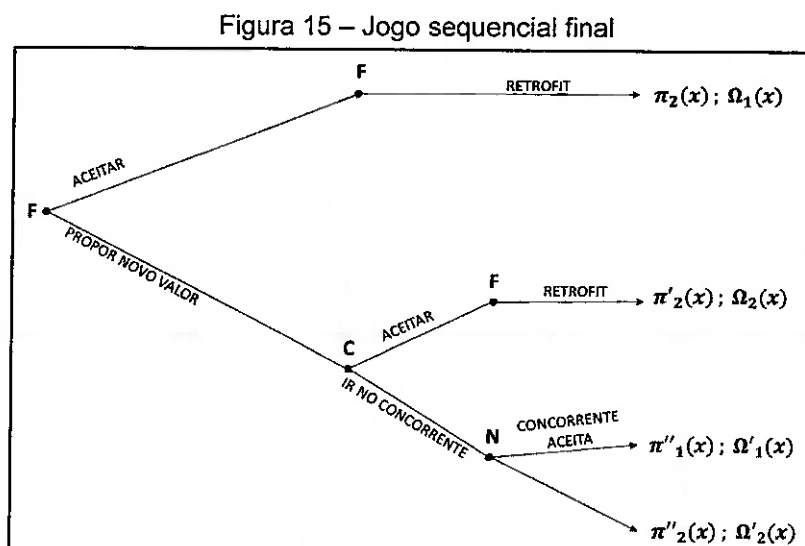 Figura 15 – Jogo sequencial final
F
RETROFIT
π₂(x) ; Ω₁(x)
ACEITAR
F
PROPOR NOVO VALOR
F
RETROFIT
π'₂(x) ; Ω₂(x)
ACEITAR
C
IR NO CONCORRENTE
N
CONCORRENTE
ACEITA
π''₁(x) ; Ω'₁(x)
π''₂(x) ; Ω'₂(x)